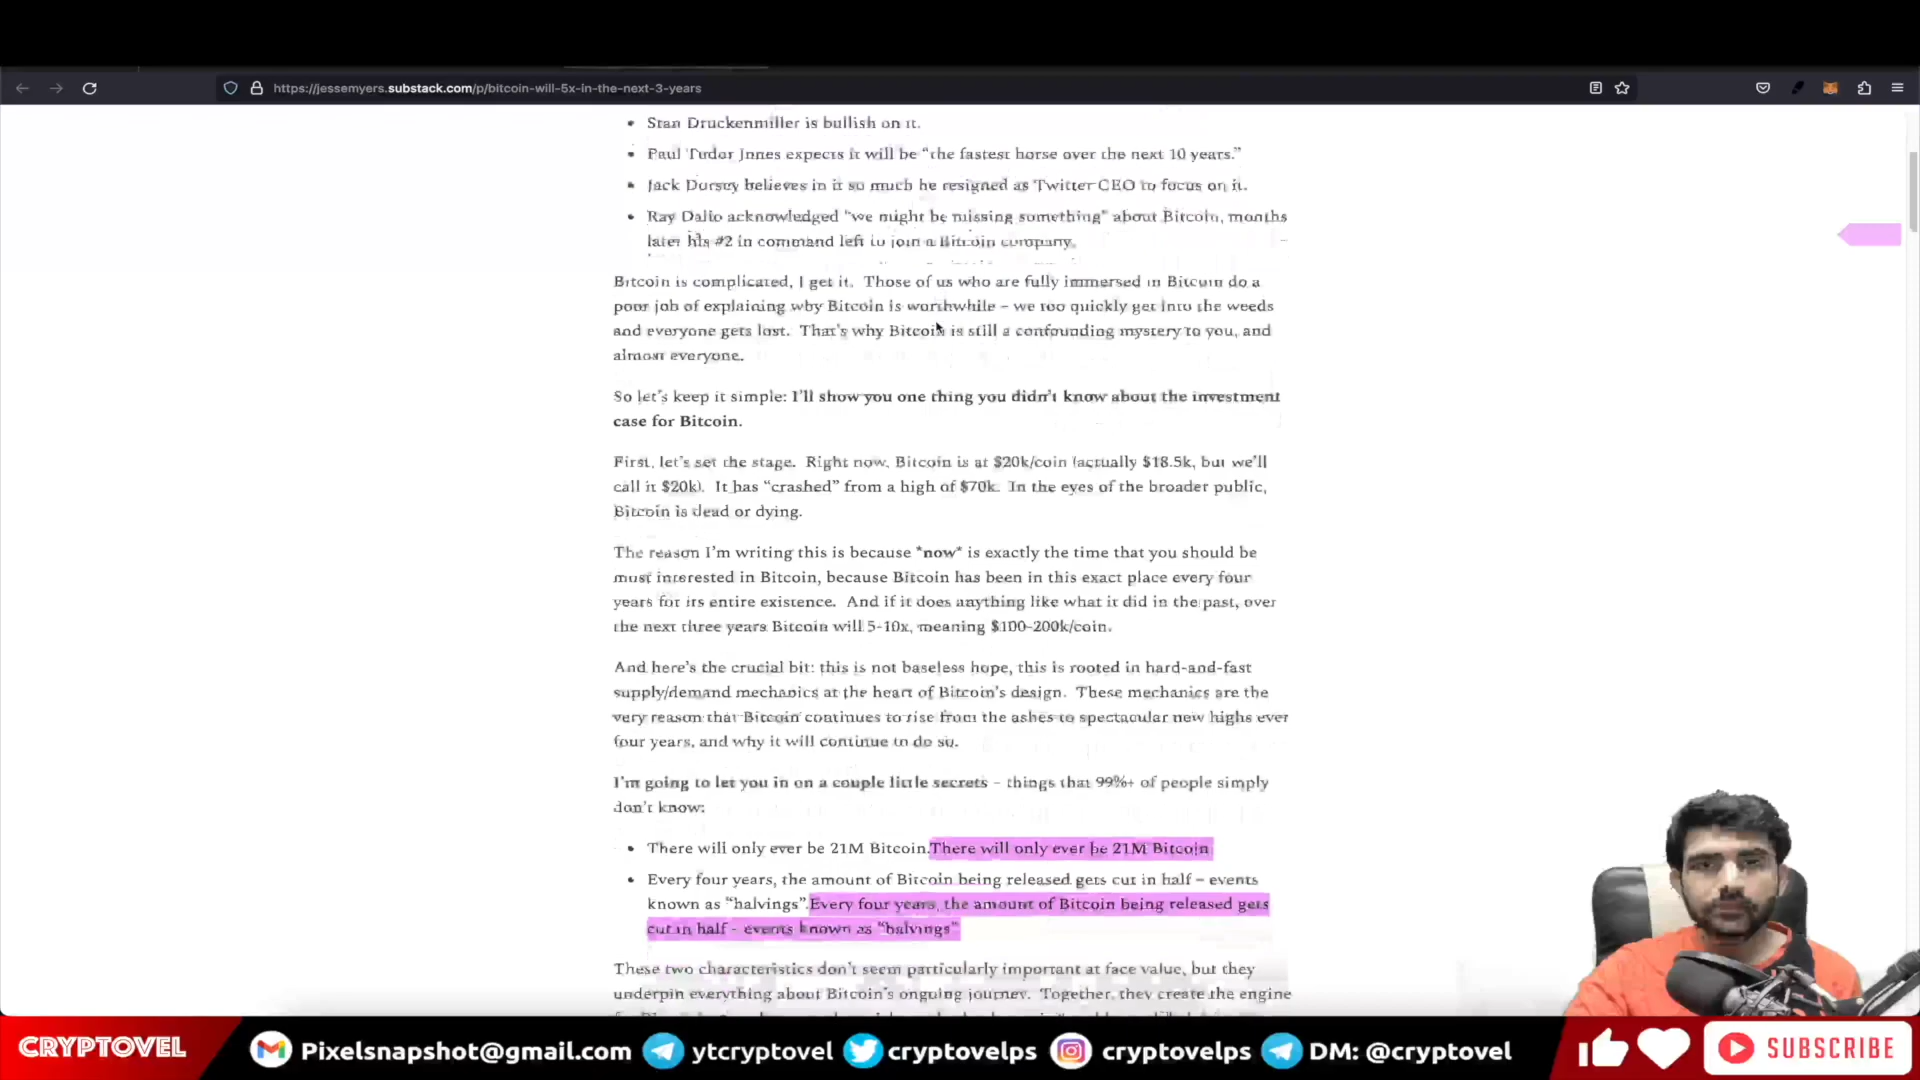 https://jessemyers.substack.com/p/bitcoin-will-5x-in-the-next-3-years
• Stan Druckenmiller is bullish on it.
• Paul Tudor Jones expects it will be “the fastest horse over the next 10 years.”
• Jack Dorsey believes in it so much he resigned as Twitter CEO to focus on it.
• Ray Dalio acknowledged “we might be missing something” about Bitcoin, months
later his #2 in command left to join a Bitcoin company.
Bitcoin is complicated, I get it. Those of us who are fully immersed in Bitcoin do a
poor job of explaining why Bitcoin is worthwhile – we too quickly get into the weeds
and everyone gets lost. That’s why Bitcoin is still a confounding mystery to you, and
almost everyone.
So let’s keep it simple: I’ll show you one thing you didn’t know about the investment
case for Bitcoin.
First, let’s set the stage. Right now, Bitcoin is at $20k/coin (actually $18.5k, but we’ll
call it $20k). It has “crashed” from a high of $70k. In the eyes of the broader public,
Bitcoin is dead or dying.
The reason I’m writing this is because *now* is exactly the time that you should be
most interested in Bitcoin, because Bitcoin has been in this exact place every four
years for its entire existence. And if it does anything like what it did in the past, over
the next three years Bitcoin will 5-10x, meaning $100-200k/coin.
And here’s the crucial bit: this is not baseless hope, this is rooted in hard-and-fast
supply/demand mechanics at the heart of Bitcoin’s design. These mechanics are the
very reason that Bitcoin continues to rise from the ashes to spectacular new highs ever
four years, and why it will continue to do so.
I’m going to let you in on a couple little secrets – things that 99%+ of people simply
don’t know:
• There will only ever be 21M Bitcoin.There will only ever be 21M Bitcoin
• Every four years, the amount of Bitcoin being released gets cut in half – events
known as “halvings”.Every four years, the amount of Bitcoin being released gets
cut in half – events known as “halvings”
These two characteristics don’t seem particularly important at face value, but they
underpin everything about Bitcoin’s ongoing journey. Together, they create the engine
CRYPTOVEL Pixelsnapshot@gmail.com ytcryptovel cryptovelps cryptovelps DM: @cryptovel SUBSCRIBE